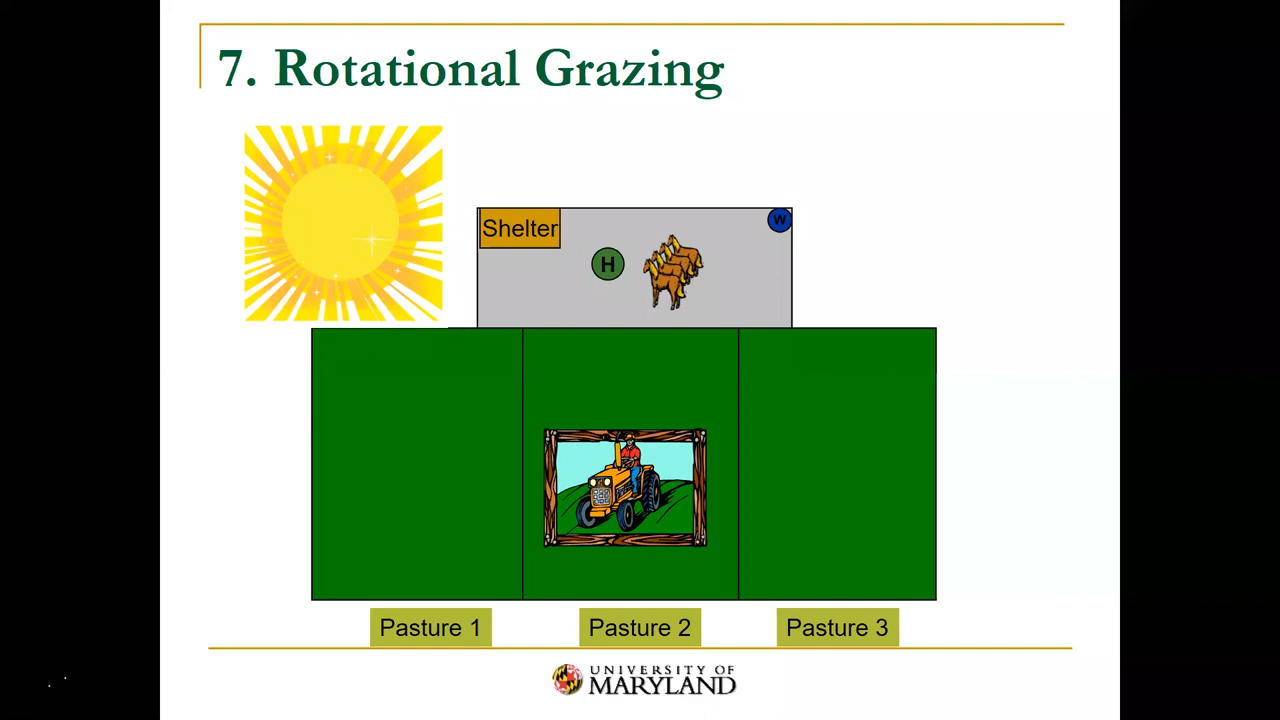 7. Rotational Grazing
Shelter
W
H
Pasture 1
Pasture 2
Pasture 3
UNIVERSITY OF
MARYLAND